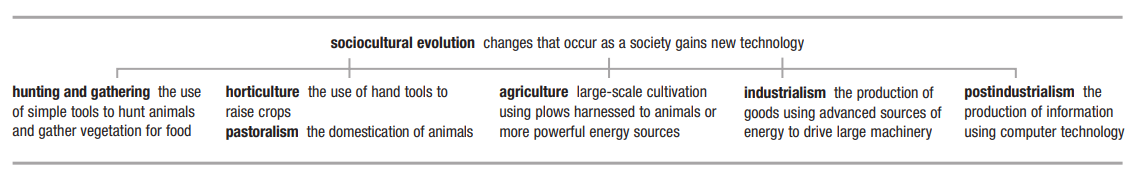 sociocultural evolution changes that occur as a society gains new technology
hunting and gathering the use
of simple tools to hunt animals
and gather vegetation for food
horticulture the use of hand tools to
raise crops
pastoralism the domestication of animals
agriculture large-scale cultivation
using plows harnessed to animals or
more powerful energy sources
industrialism the production of
goods using advanced sources of
energy to drive large machinery
postindustrialism the
production of information
using computer technology